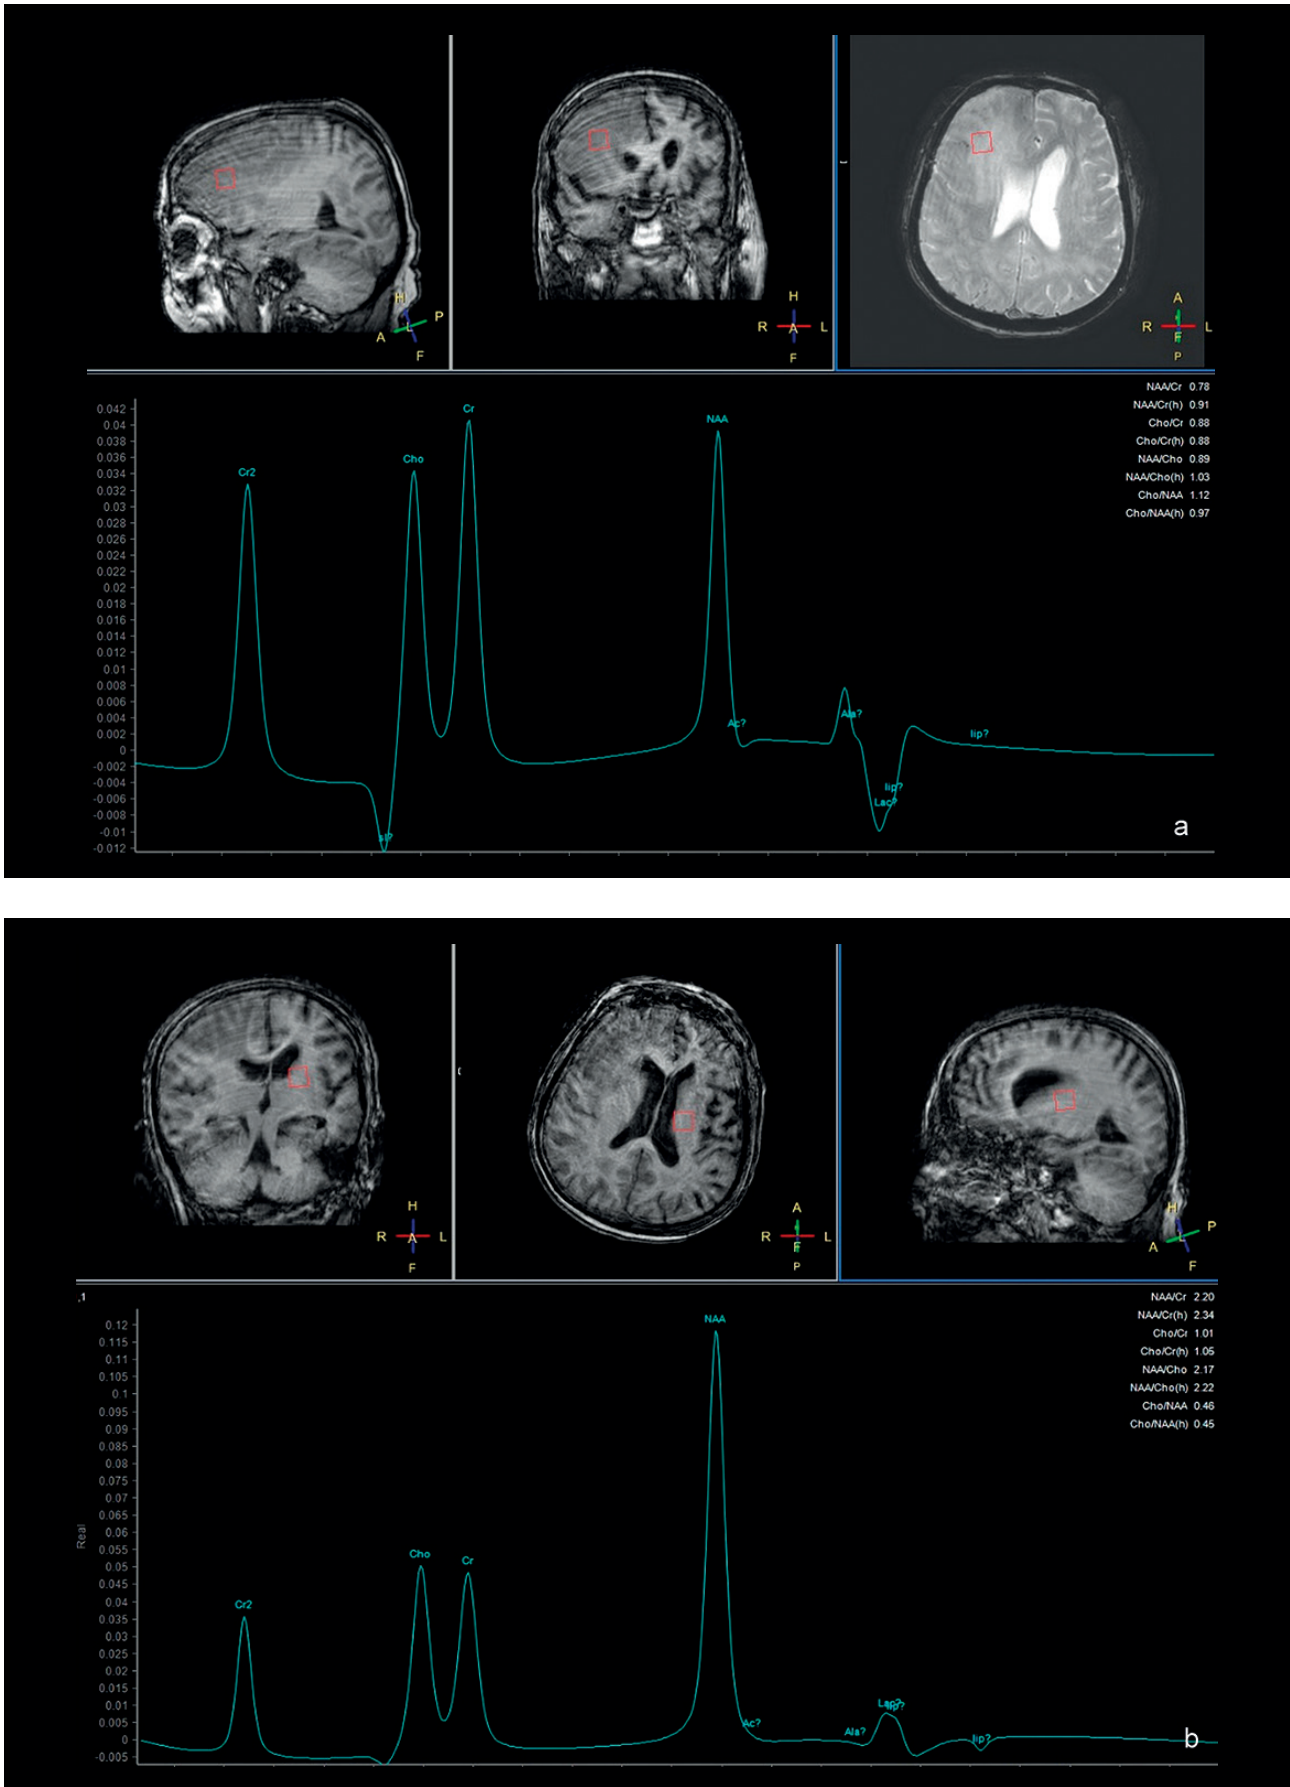 H
P
A
L
F
H
R
A
L
F
A
R
F
L
P
NAA/Cr 0.78
NAA/Cr(h) 0.91
Cho/Cr 0.88
Cho/Cr(h) 0.88
NAA/Cho 0.89
NAA/Cho(h) 1.03
Cho/NAA 1.12
Cho/NAA(h) 0.97
0.042
0.04
0.038
0.036
0.034
0.032
0.03
0.028
0.026
0.024
0.022
0.02
0.018
0.016
0.014
0.012
0.01
0.008
0.006
0.004
0.002
0
-0.002
-0.004
-0.006
-0.008
-0.01
-0.012
Cr2
Cho
Cr
NAA
Ac?
Ala?
Lac?
lip?
lip?
a
H
R
A
L
F
A
R
F
L
P
H
P
A
L
F
,1
NAA/Cr 2.20
NAA/Cr(h) 2.34
Cho/Cr 1.01
Cho/Cr(h) 1.05
NAA/Cho 2.17
NAA/Cho(h) 2.22
Cho/NAA 0.46
Cho/NAA(h) 0.45
Real
0.12
0.115
0.11
0.105
0.1
0.095
0.09
0.085
0.08
0.075
0.07
0.065
0.06
0.055
0.05
0.045
0.04
0.035
0.03
0.025
0.02
0.015
0.01
0.005
0
-0.005
Cr2
Cho
Cr
NAA
Ac?
Ala?
Lac?
lip?
lip?
b